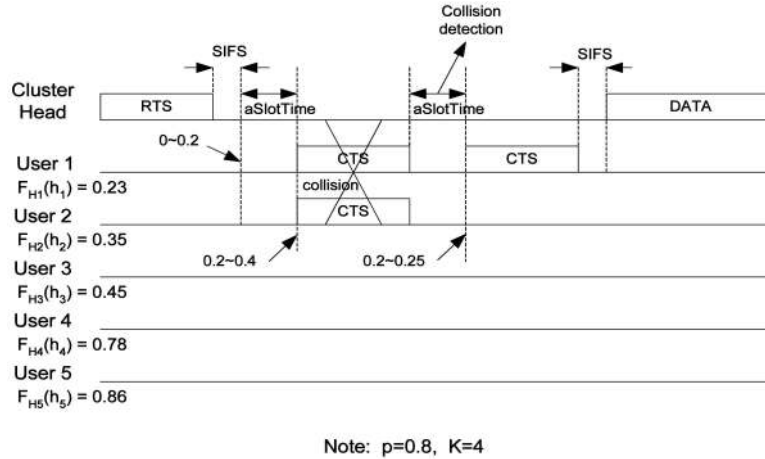 Collision
detection
SIFS
SIFS
Cluster
Head
RTS
aSlotTime
aSlotTime
DATA
0~0.2
User 1
CTS
CTS
F_H1(h_1) = 0.23
collision
User 2
CTS
F_H2(h_2) = 0.35
0.2~0.4
0.2~0.25
User 3
F_H3(h_3) = 0.45
User 4
F_H4(h_4) = 0.78
User 5
F_H5(h_5) = 0.86
Note: p=0.8, K=4